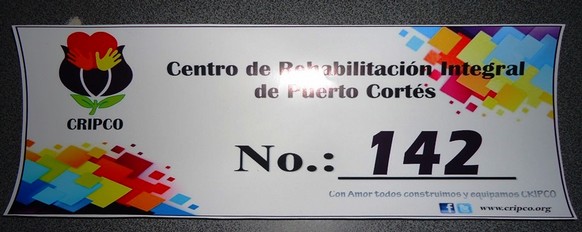 CRIPCO
Centro de Rehabilitación Integral
de Puerto Cortés
No.: 142
Con Amor todos construimos y equipamos CRIPCO
www.cripco.org